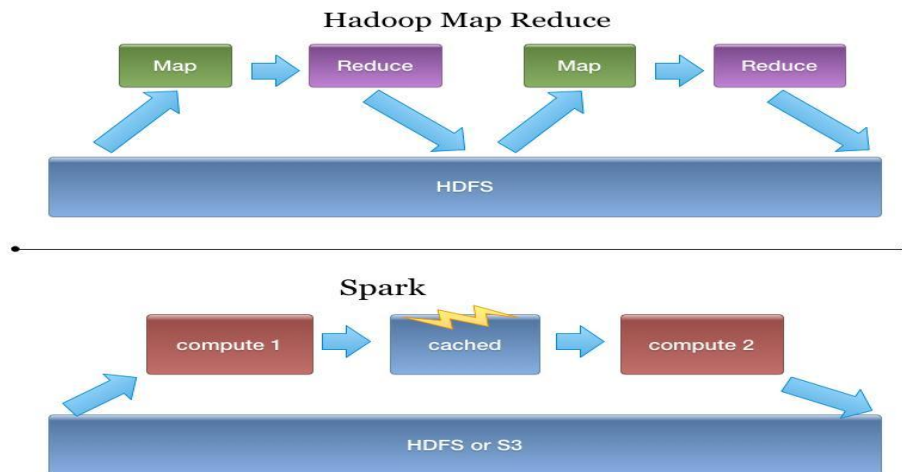 Hadoop Map Reduce
Map Reduce Map Reduce
HDFS
Spark
compute 1 cached compute 2
HDFS or S3